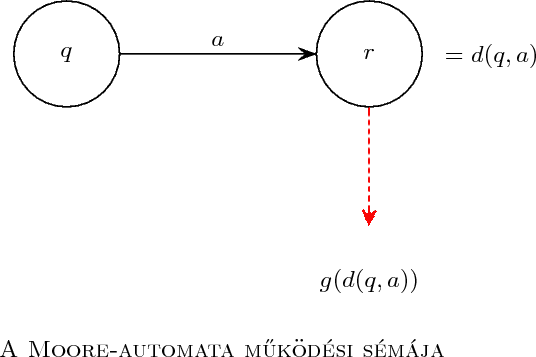 a
q r = d(q, a)
g(d(q, a))
A Moore-automata működési sémája